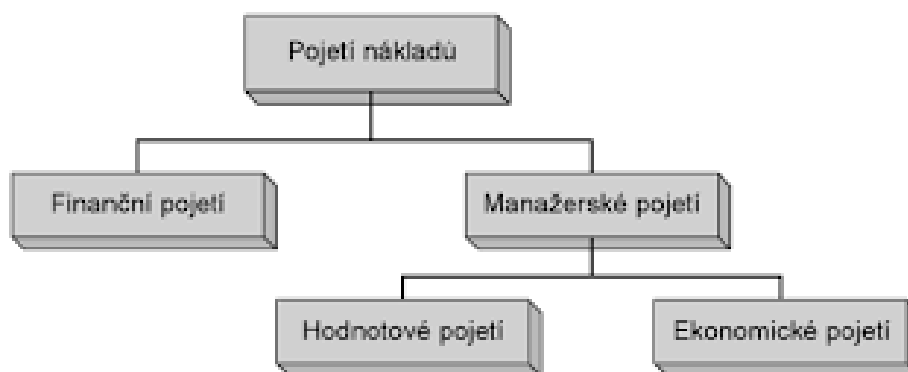 Pojetí nákladů
Finanční pojetí
Manažerské pojetí
Hodnotové pojetí
Ekonomické pojetí